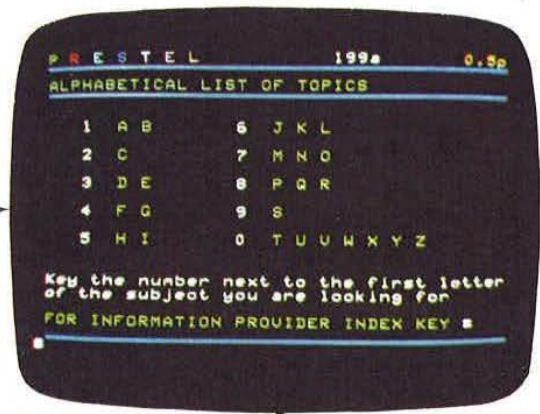 PRESTEL 199a 0.5p
ALPHABETICAL LIST OF TOPICS
1 A B 6 J K L
2 C 7 M N O
3 D E 8 P Q R
4 F G 9 S
5 H I 0 T U V W X Y Z
Key the number next to the first letter
of the subject you are looking for
FOR INFORMATION PROVIDER INDEX KEY #